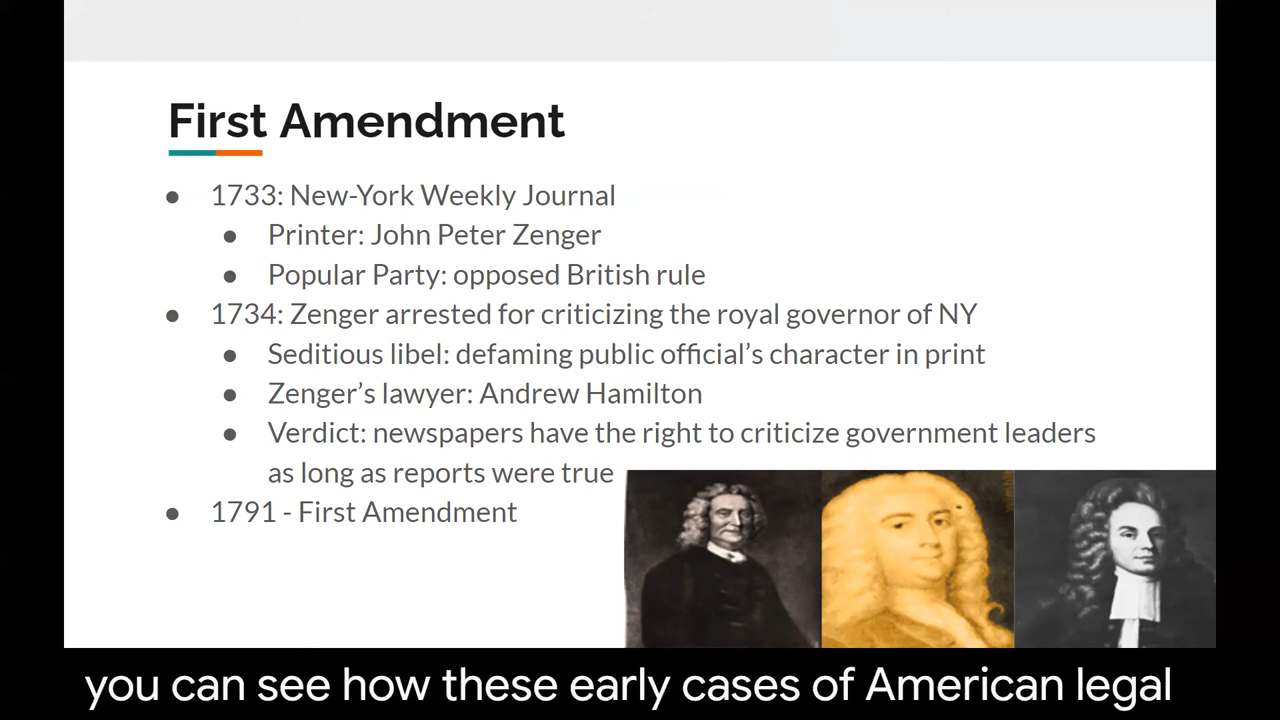 First Amendment
● 1733: New-York Weekly Journal
● Printer: John Peter Zenger
● Popular Party: opposed British rule
● 1734: Zenger arrested for criticizing the royal governor of NY
● Seditious libel: defaming public official’s character in print
● Zenger’s lawyer: Andrew Hamilton
● Verdict: newspapers have the right to criticize government leaders
as long as reports were true
● 1791 - First Amendment
you can see how these early cases of American legal